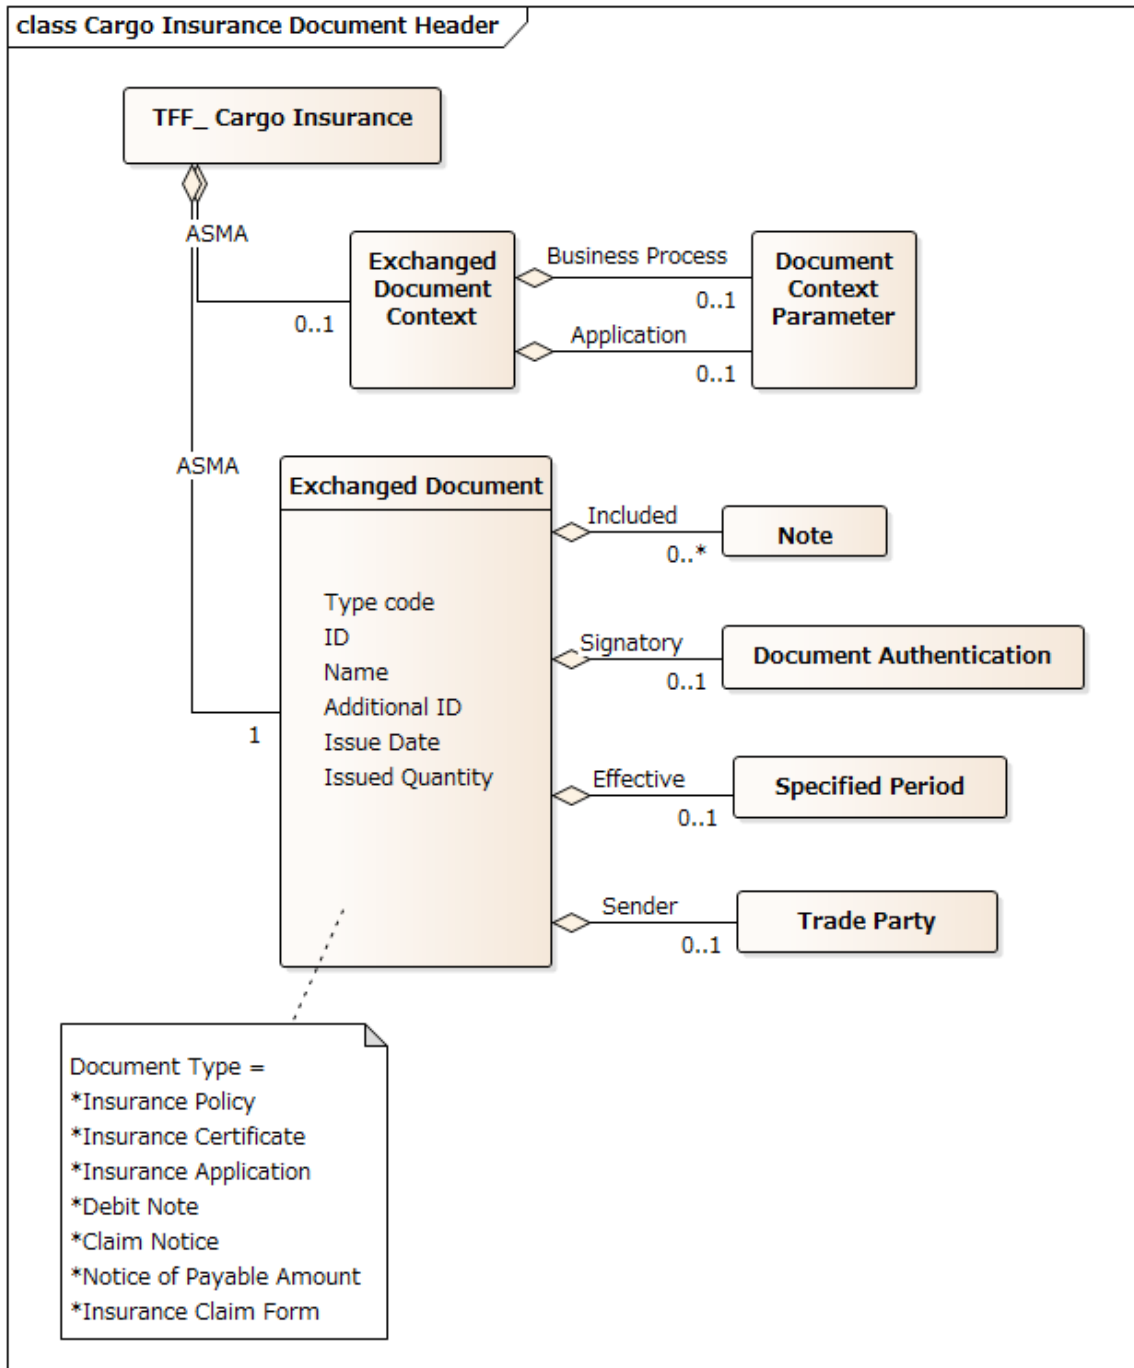 class Cargo Insurance Document Header
TFF_ Cargo Insurance
ASMA
0..1
Exchanged
Document
Context
Business Process
0..1
Application
0..1
Document
Context
Parameter
ASMA
1
Exchanged Document
Type code
ID
Name
Additional ID
Issue Date
Issued Quantity
Included
0..*
Note
Signatory
0..1
Document Authentication
Effective
0..1
Specified Period
Sender
0..1
Trade Party
Document Type =
*Insurance Policy
*Insurance Certificate
*Insurance Application
*Debit Note
*Claim Notice
*Notice of Payable Amount
*Insurance Claim Form